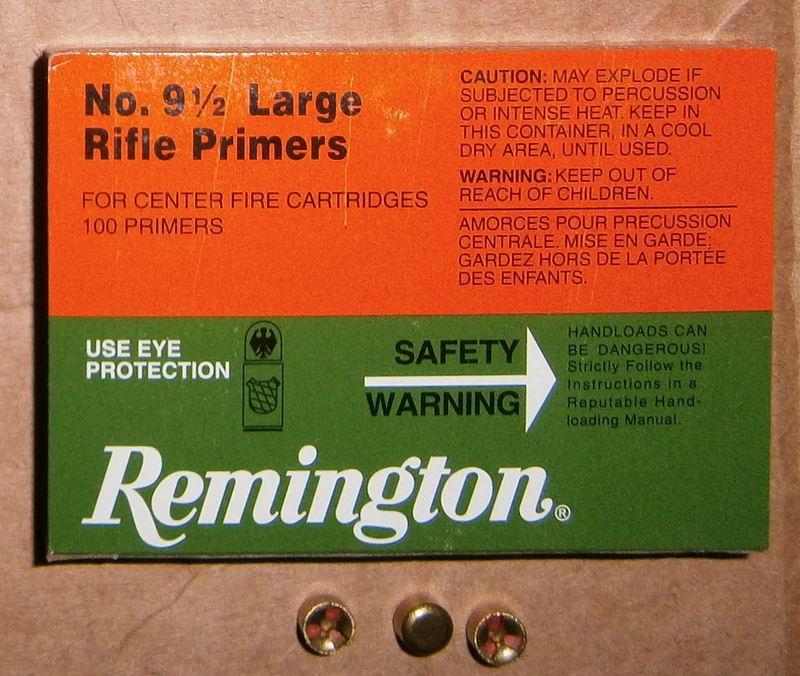 No. 9 ½ Large
Rifle Primers
FOR CENTER FIRE CARTRIDGES
100 PRIMERS
CAUTION: MAY EXPLODE IF
SUBJECTED TO PERCUSSION
OR INTENSE HEAT. KEEP IN
THIS CONTAINER, IN A COOL
DRY AREA, UNTIL USED.
WARNING: KEEP OUT OF
REACH OF CHILDREN.
AMORCES POUR PRECUSSION
CENTRALE. MISE EN GARDE;
GARDEZ HORS DE LA PORTÉE
DES ENFANTS.
USE EYE
PROTECTION
SAFETY
WARNING
HANDLOADS CAN
BE DANGEROUS!
Strictly Follow the
Instructions in a
Reputable Hand-
loading Manual.
Remington®